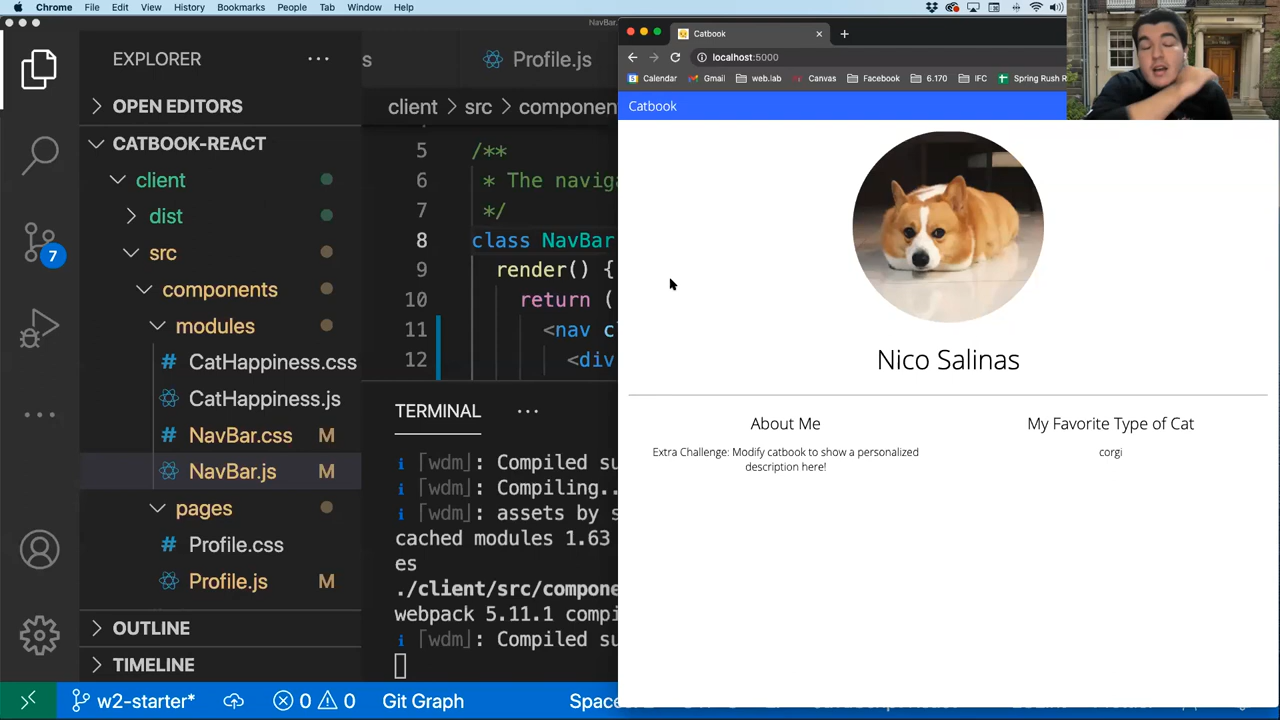 Chrome File Edit View History Bookmarks People Tab Window Help
NavBar.
EXPLORER
OPEN EDITORS
CATBOOK-REACT
client
dist
src
components
modules
# CatHappiness.css
CatHappiness.js
# NavBar.css M
NavBar.js M
pages
# Profile.css
Profile.js M
OUTLINE
TIMELINE
7
s Profile.js
client > src > componen
5 /**
6 * The naviga
7 */
8 class NavBar
9 render() {
10 return (
11 <nav c
12 <div
TERMINAL
i ｢wdm｣: Compiled su
i ｢wdm｣: Compiling..
i ｢wdm｣: assets by s
cached modules 1.63
es
./client/src/compone
webpack 5.11.1 compi
i ｢wdm｣: Compiled su
w2-starter* 0 0 Git Graph Space
Catbook
localhost:5000
Calendar Gmail web.lab Canvas Facebook 6.170 IFC Spring Rush R
Catbook
Nico Salinas
About Me
Extra Challenge: Modify catbook to show a personalized
description here!
My Favorite Type of Cat
corgi